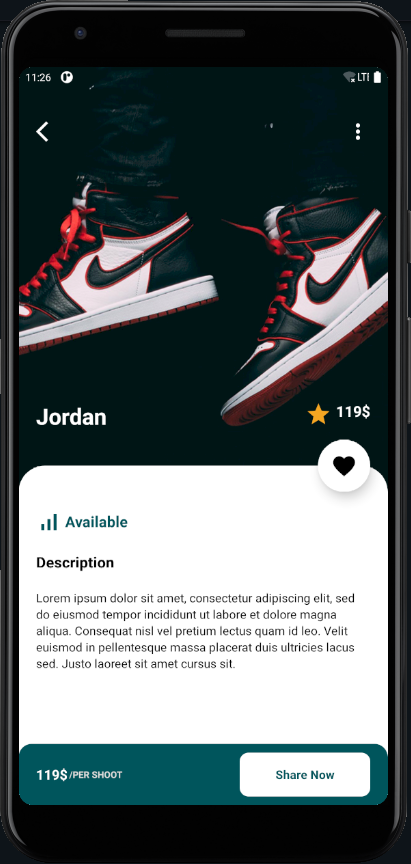 11:26
LTE
Jordan
119$
Available
Description
Lorem ipsum dolor sit amet, consectetur adipiscing elit, sed
do eiusmod tempor incididunt ut labore et dolore magna
aliqua. Consequat nisl vel pretium lectus quam id leo. Velit
euismod in pellentesque massa placerat duis ultricies lacus
sed. Justo laoreet sit amet cursus sit.
119$/PER SHOOT
Share Now